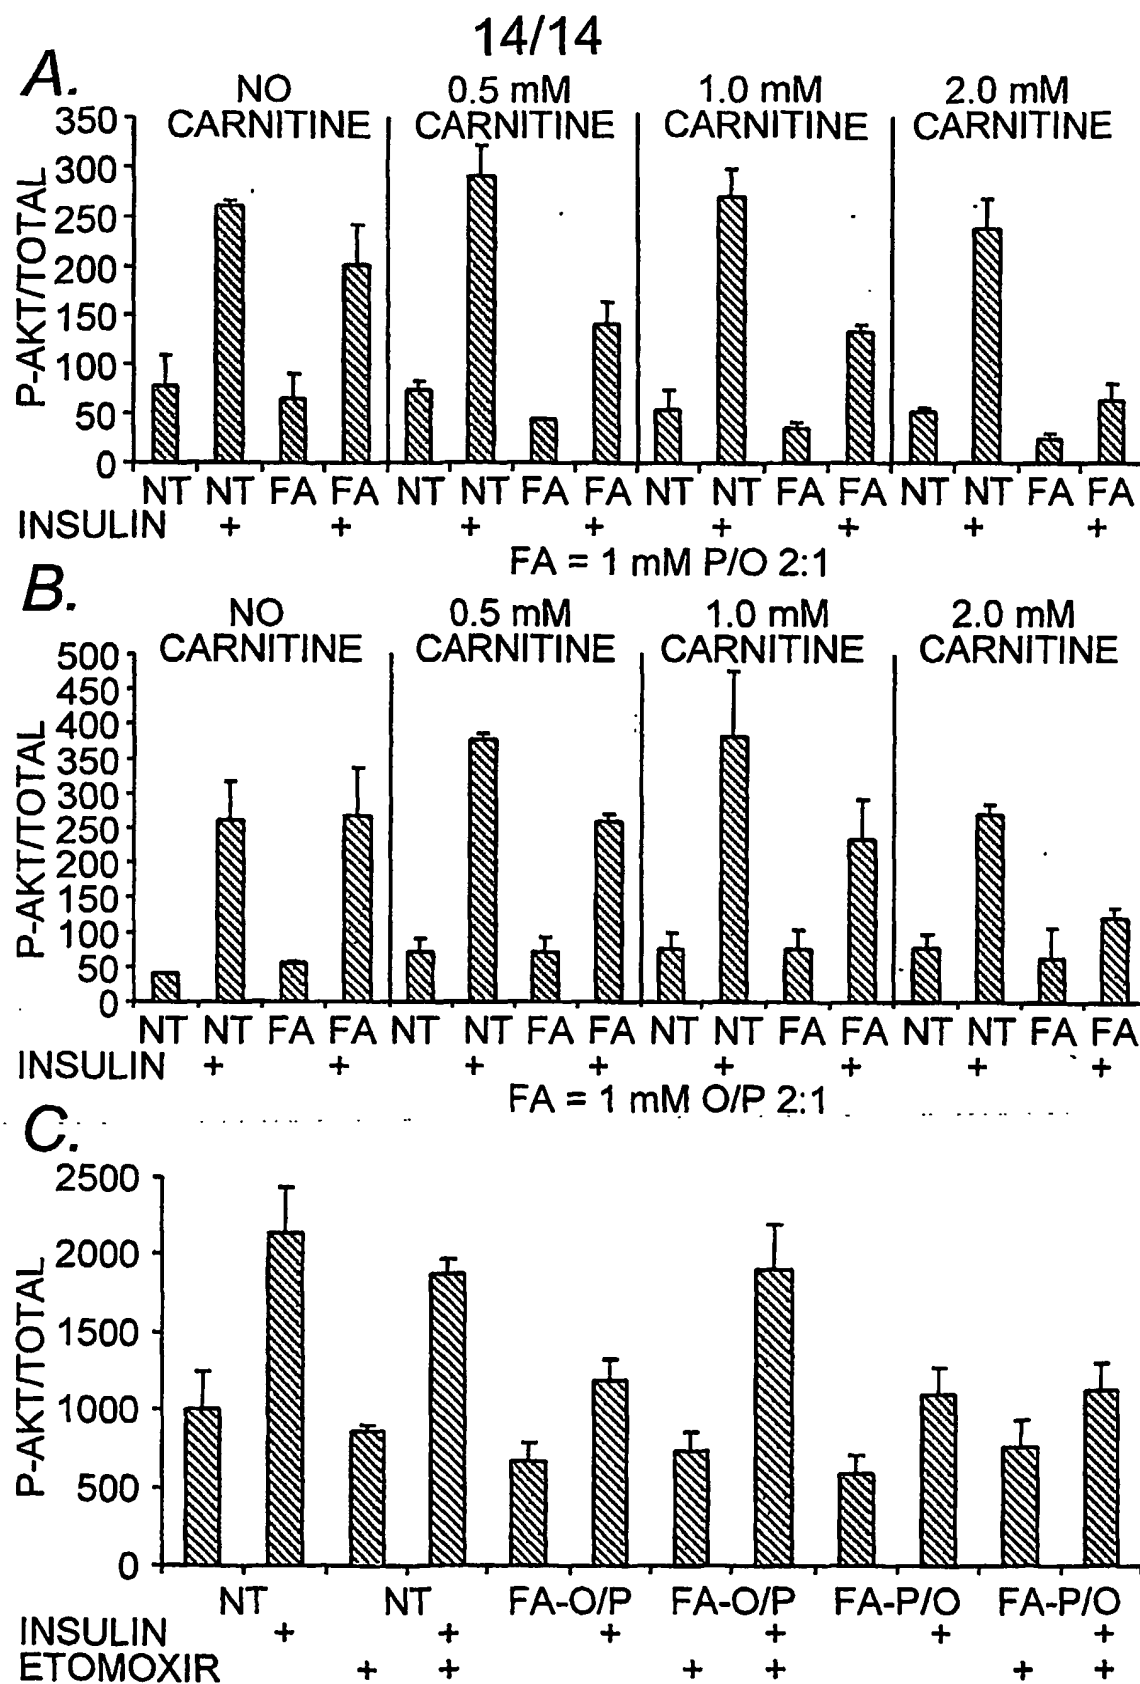 14/14
A.
NO CARNITINE
0.5 mM CARNITINE
1.0 mM CARNITINE
2.0 mM CARNITINE
P-AKT/TOTAL
350
300
250
200
150
100
50
0
NT NT FA FA NT NT FA FA NT NT FA FA NT NT FA FA
INSULIN + + + + + + + +
FA = 1 mM P/O 2:1
B.
NO CARNITINE
0.5 mM CARNITINE
1.0 mM CARNITINE
2.0 mM CARNITINE
P-AKT/TOTAL
500
450
400
350
300
250
200
150
100
50
0
NT NT FA FA NT NT FA FA NT NT FA FA NT NT FA FA
INSULIN + + + + + + + +
FA = 1 mM O/P 2:1
C.
P-AKT/TOTAL
2500
2000
1500
1000
500
0
NT NT FA-O/P FA-O/P FA-P/O FA-P/O
INSULIN + + + + + +
ETOMOXIR + + + + + +